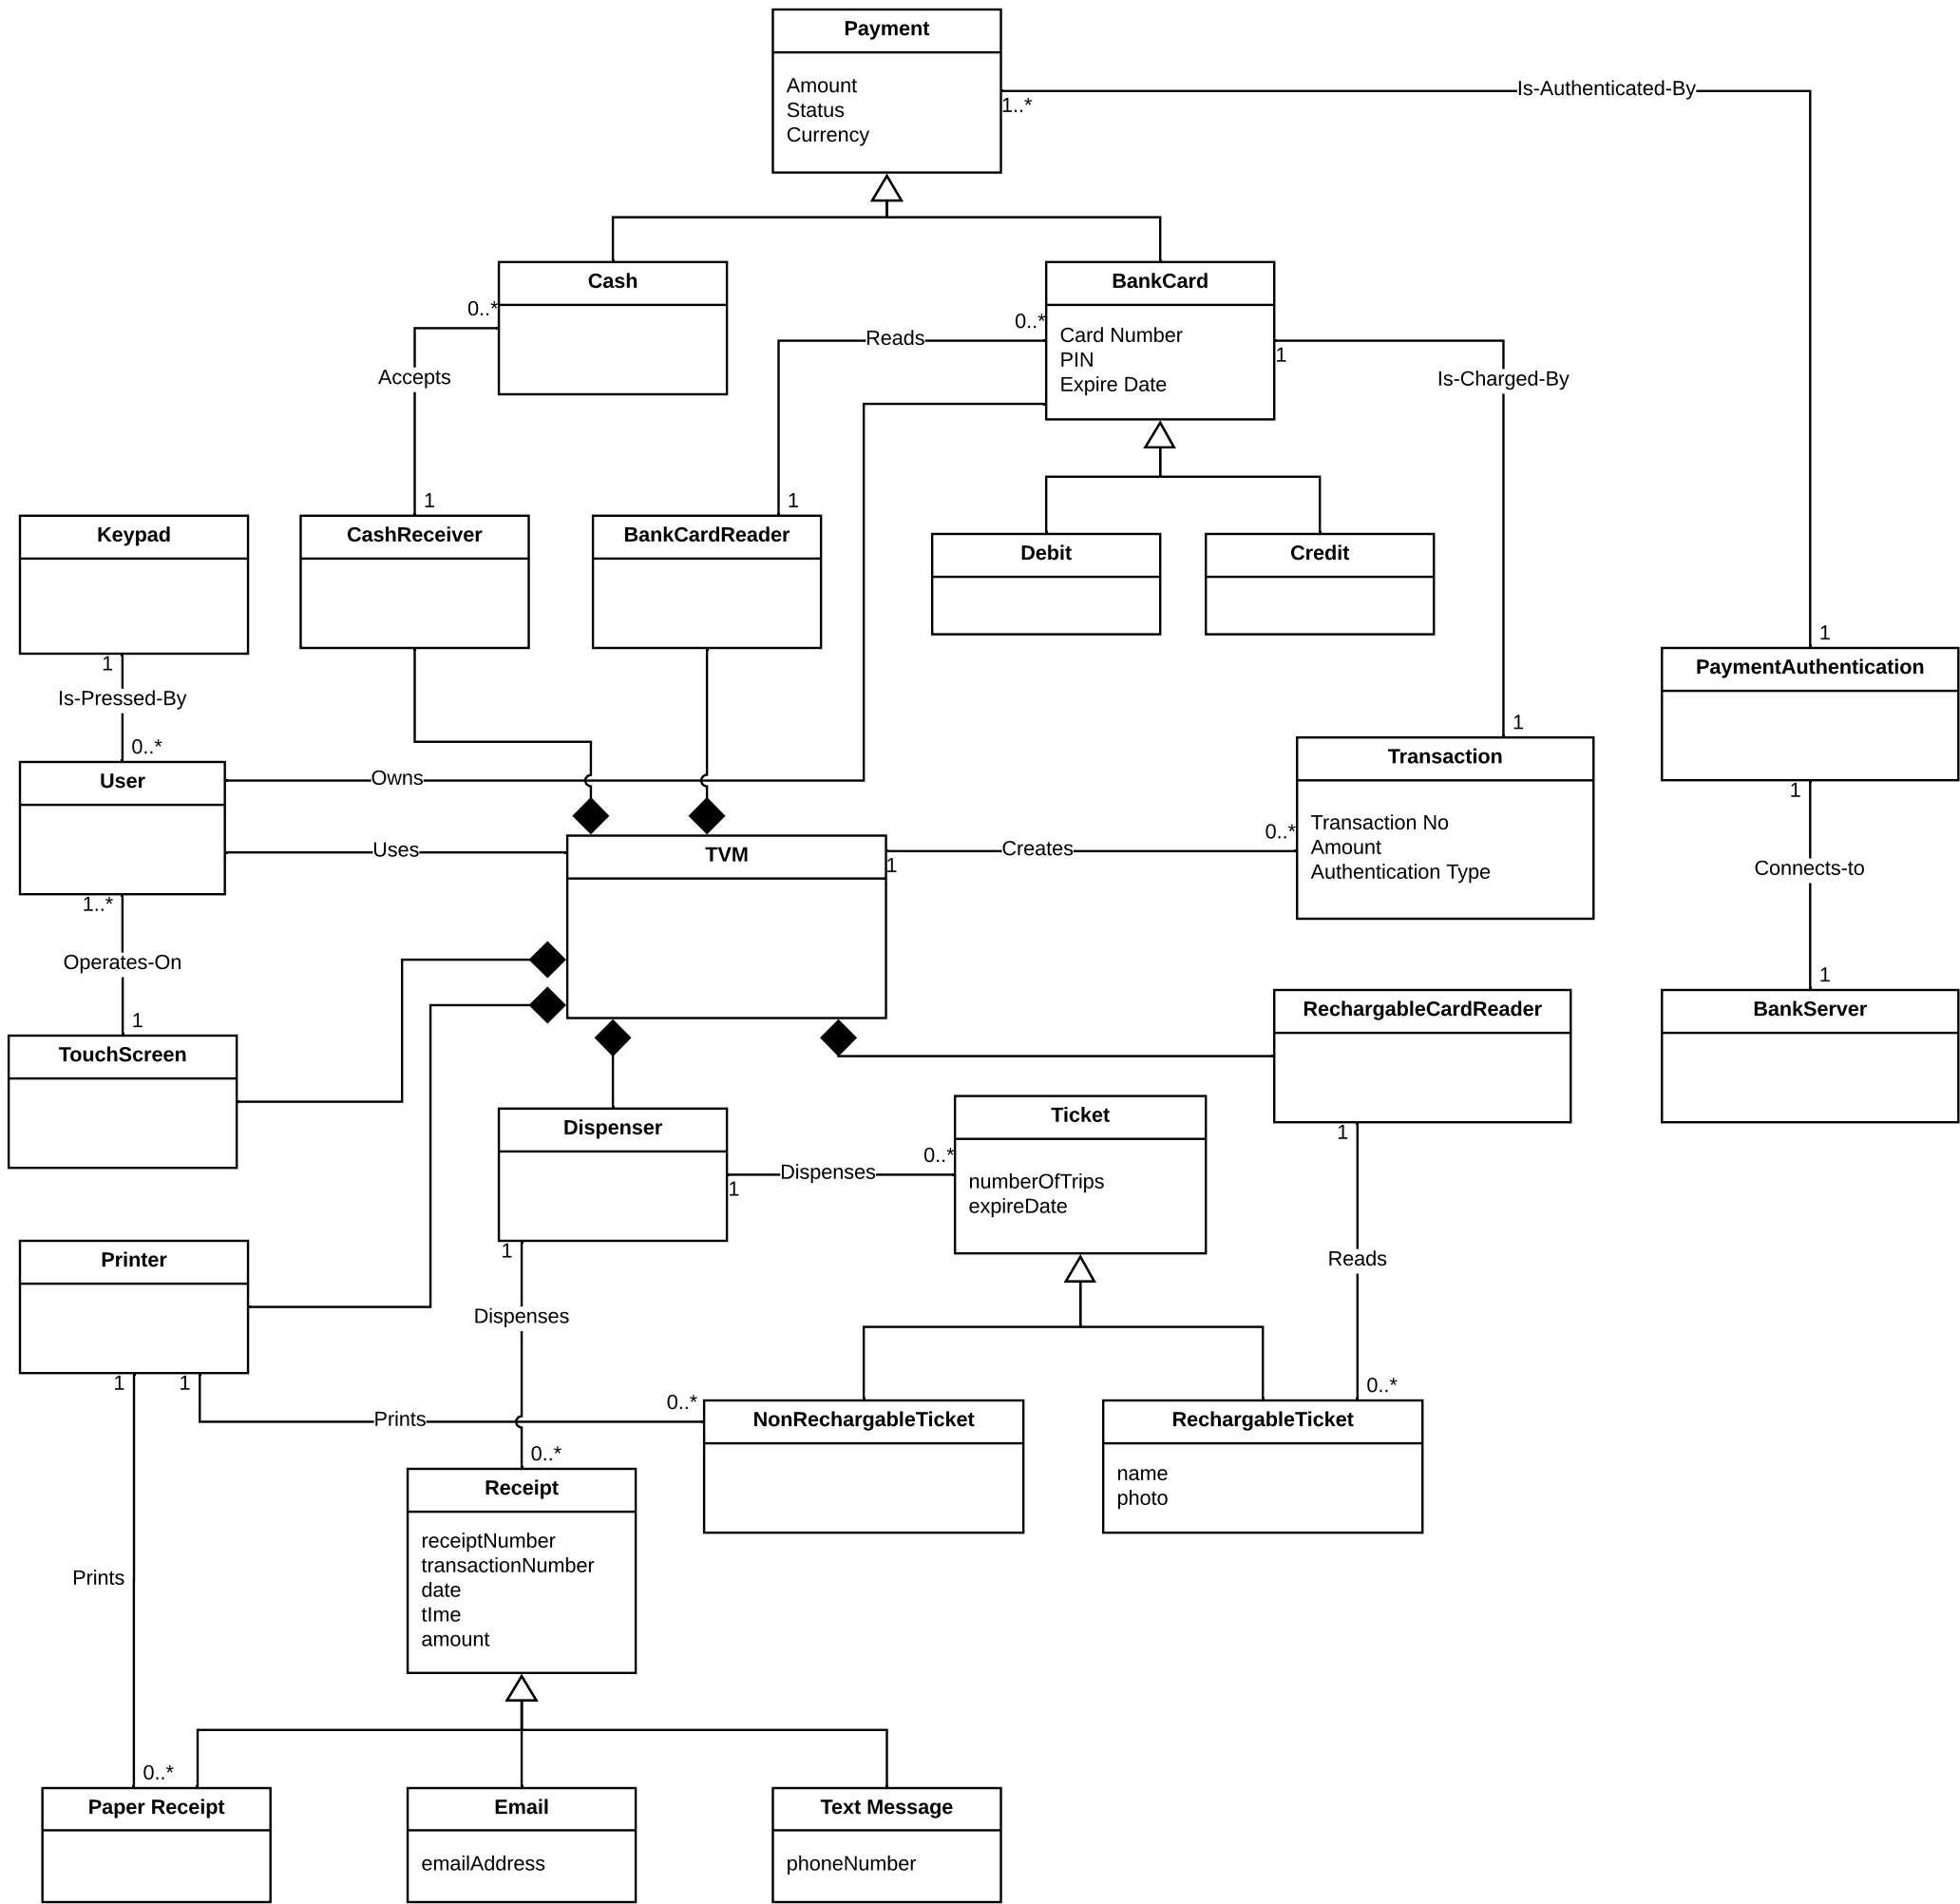 Payment
Amount
Status
Currency
Is-Authenticated-By
1..*
Cash
0..*
Accepts
1
BankCard
Card Number
PIN
Expire Date
0..*
Reads
1
1
Is-Charged-By
1
Keypad
CashReceiver
BankCardReader
Debit
Credit
1
Is-Pressed-By
0..*
1
PaymentAuthentication
User
Owns
Uses
TVM
1
Creates
0..*
Transaction
Transaction No
Amount
Authentication Type
1
Connects-to
1
1..*
Operates-On
1
TouchScreen
RechargableCardReader
BankServer
Dispenser
1
Dispenses
0..*
Ticket
numberOfTrips
expireDate
1
Reads
0..*
Printer
1
Dispenses
0..*
1
1
Prints
0..*
NonRechargableTicket
RechargableTicket
name
photo
Receipt
receiptNumber
transactionNumber
date
tIme
amount
Prints
0..*
Paper Receipt
Email
emailAddress
Text Message
phoneNumber